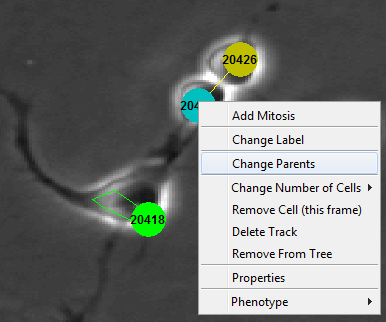 20426
20418
Add Mitosis
Change Label
Change Parents
Change Number of Cells
Remove Cell (this frame)
Delete Track
Remove From Tree
Properties
Phenotype